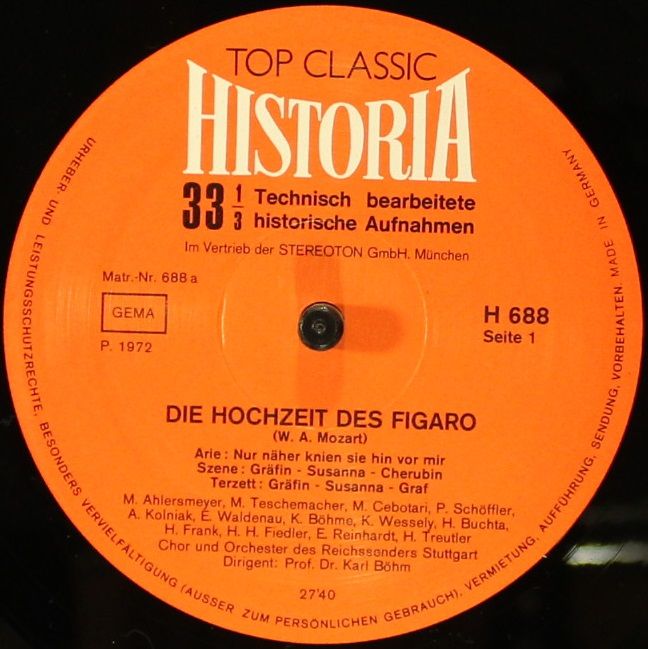 TOP CLASSIC
HISTORIA
33 1/3 Technisch bearbeitete
historische Aufnahmen
Im Vertrieb der STEREOTON GmbH. München
Matr.-Nr. 688 a
GEMA
P. 1972
H 688
Seite 1
DIE HOCHZEIT DES FIGARO
(W. A. Mozart)
Arie: Nur näher knien sie hin vor mir
Szene: Gräfin - Susanna - Cherubin
Terzett: Gräfin - Susanna - Graf
M. Ahlersmeyer, M. Teschemacher, M. Cebotari, P. Schöffler,
A. Kolniak, E. Waldenau, K. Böhme, K. Wessely, H. Buchta,
H. Frank, H. H. Fiedler, E. Reinhardt, H. Treutler
Chor und Orchester des Reichssonders Stuttgart
Dirigent: Prof. Dr. Karl Böhm
27'40
URHEBER- UND LEISTUNGSSCHUTZRECHTE, BESONDERS VERVIELFÄLTIGUNG (AUSSER ZUM PERSÖNLICHEN GEBRAUCH), VERMIETUNG, AUFFÜHRUNG, SENDUNG, VORBEHALTEN. MADE IN GERMANY